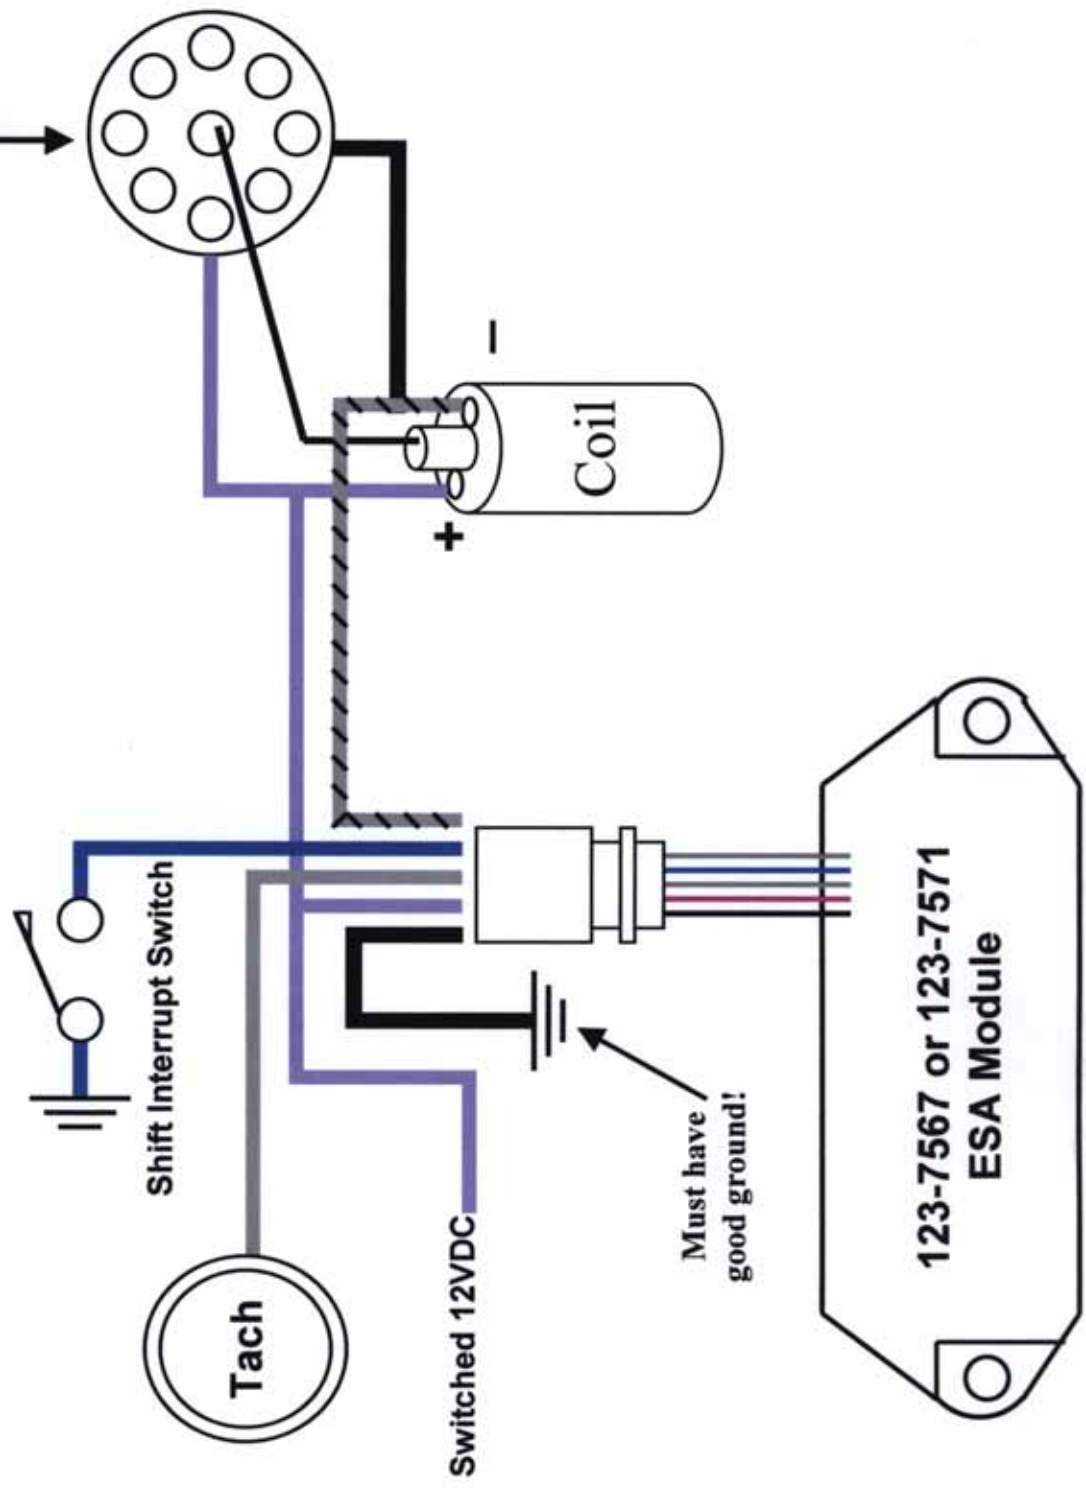 Tach
Shift Interrupt Switch
Switched 12VDC
+
–
Coil
Must have
good ground!
123-7567 or 123-7571
ESA Module